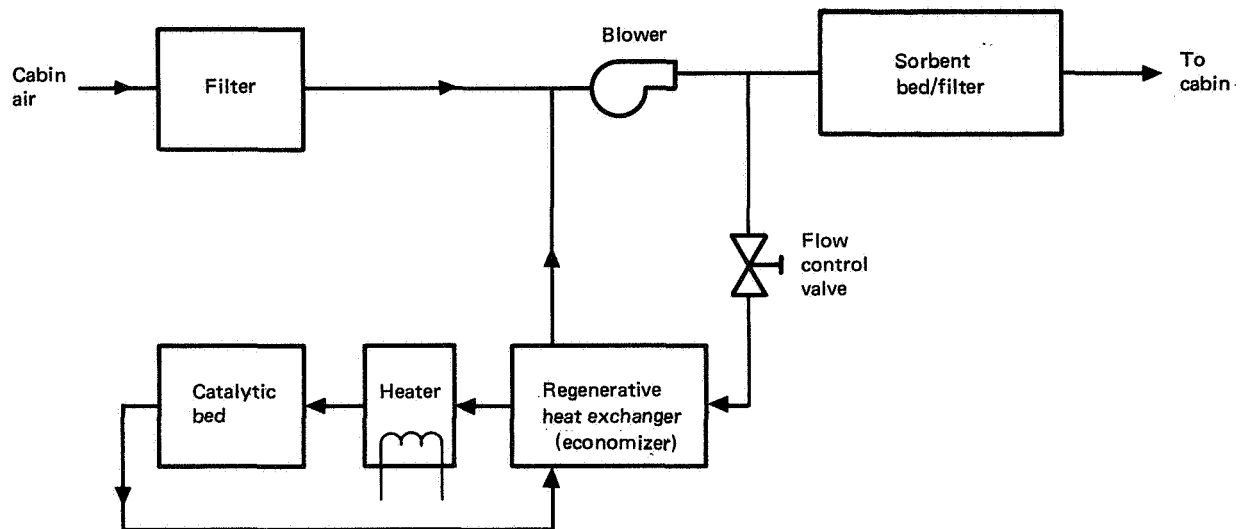 Blower
Cabin
air
Filter
Sorbent
bed/filter
To
cabin
Flow
control
valve
Catalytic
bed
Heater
Regenerative
heat exchanger
(economizer)